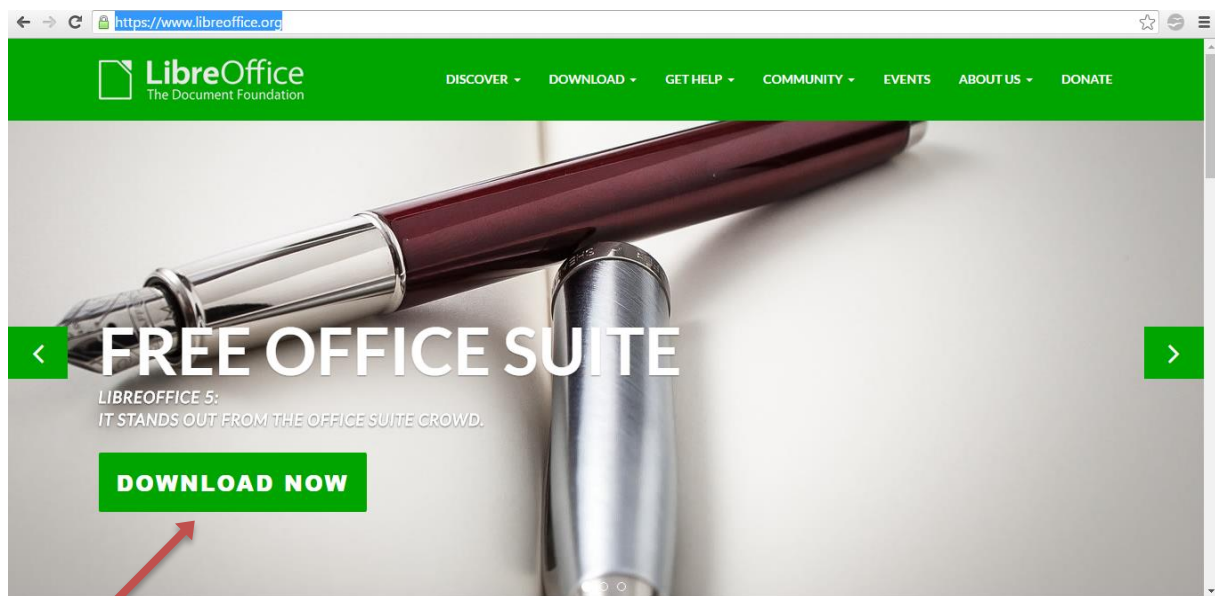 https://www.libreoffice.org
LibreOffice
The Document Foundation
DISCOVER DOWNLOAD GET HELP COMMUNITY EVENTS ABOUT US DONATE
FREE OFFICE SUITE
LIBREOFFICE 5:
IT STANDS OUT FROM THE OFFICE SUITE CROWD.
DOWNLOAD NOW